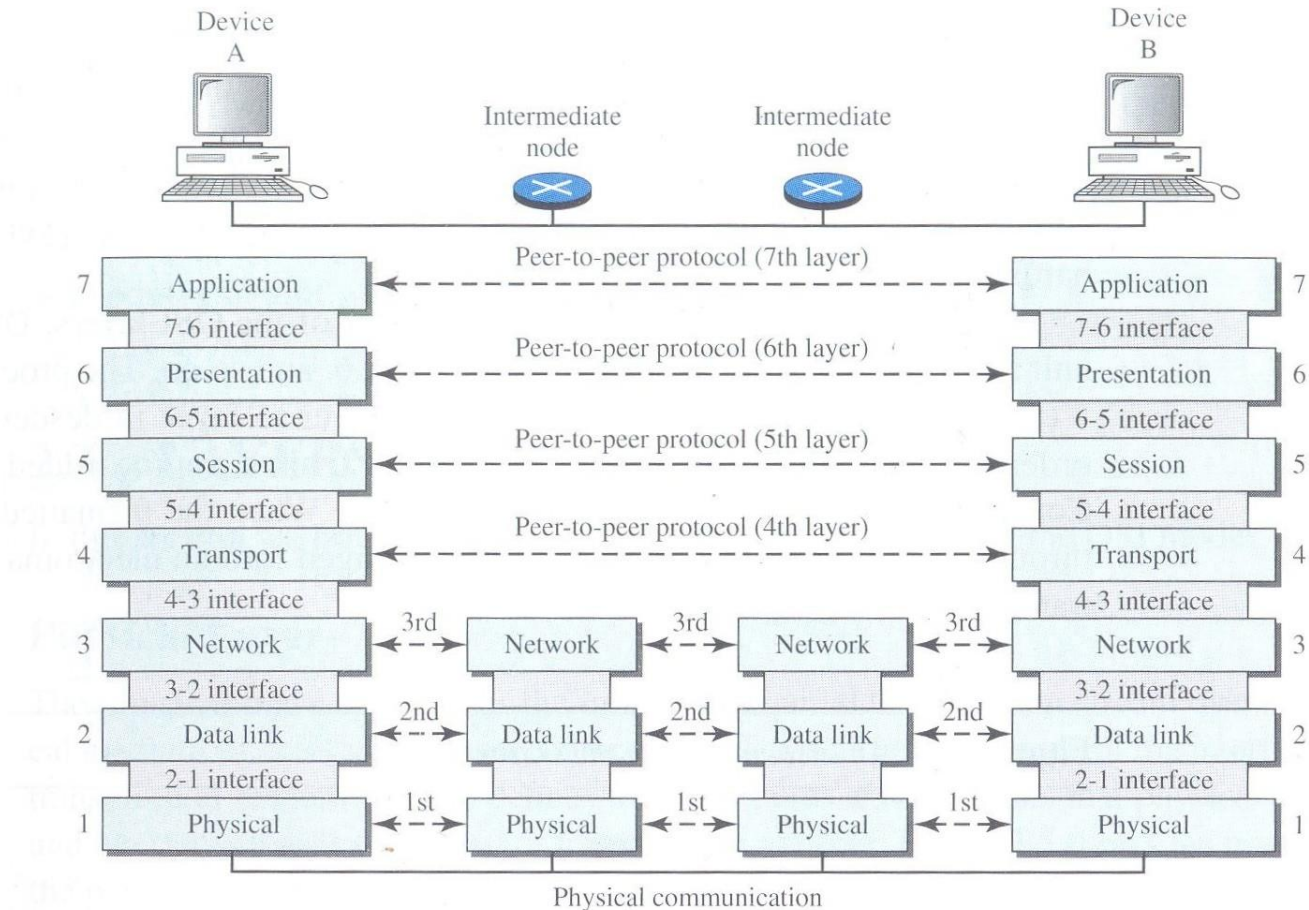 Device
A
Device
B
Intermediate
node
Intermediate
node
Peer-to-peer protocol (7th layer)
7 Application Application 7
7-6 interface 7-6 interface
Peer-to-peer protocol (6th layer)
6 Presentation Presentation 6
6-5 interface 6-5 interface
Peer-to-peer protocol (5th layer)
5 Session Session 5
5-4 interface 5-4 interface
Peer-to-peer protocol (4th layer)
4 Transport Transport 4
4-3 interface 4-3 interface
3rd 3rd 3rd
3 Network Network Network Network 3
3-2 interface 3-2 interface
2nd 2nd 2nd
2 Data link Data link Data link Data link 2
2-1 interface 2-1 interface
1st 1st 1st
1 Physical Physical Physical Physical 1
Physical communication